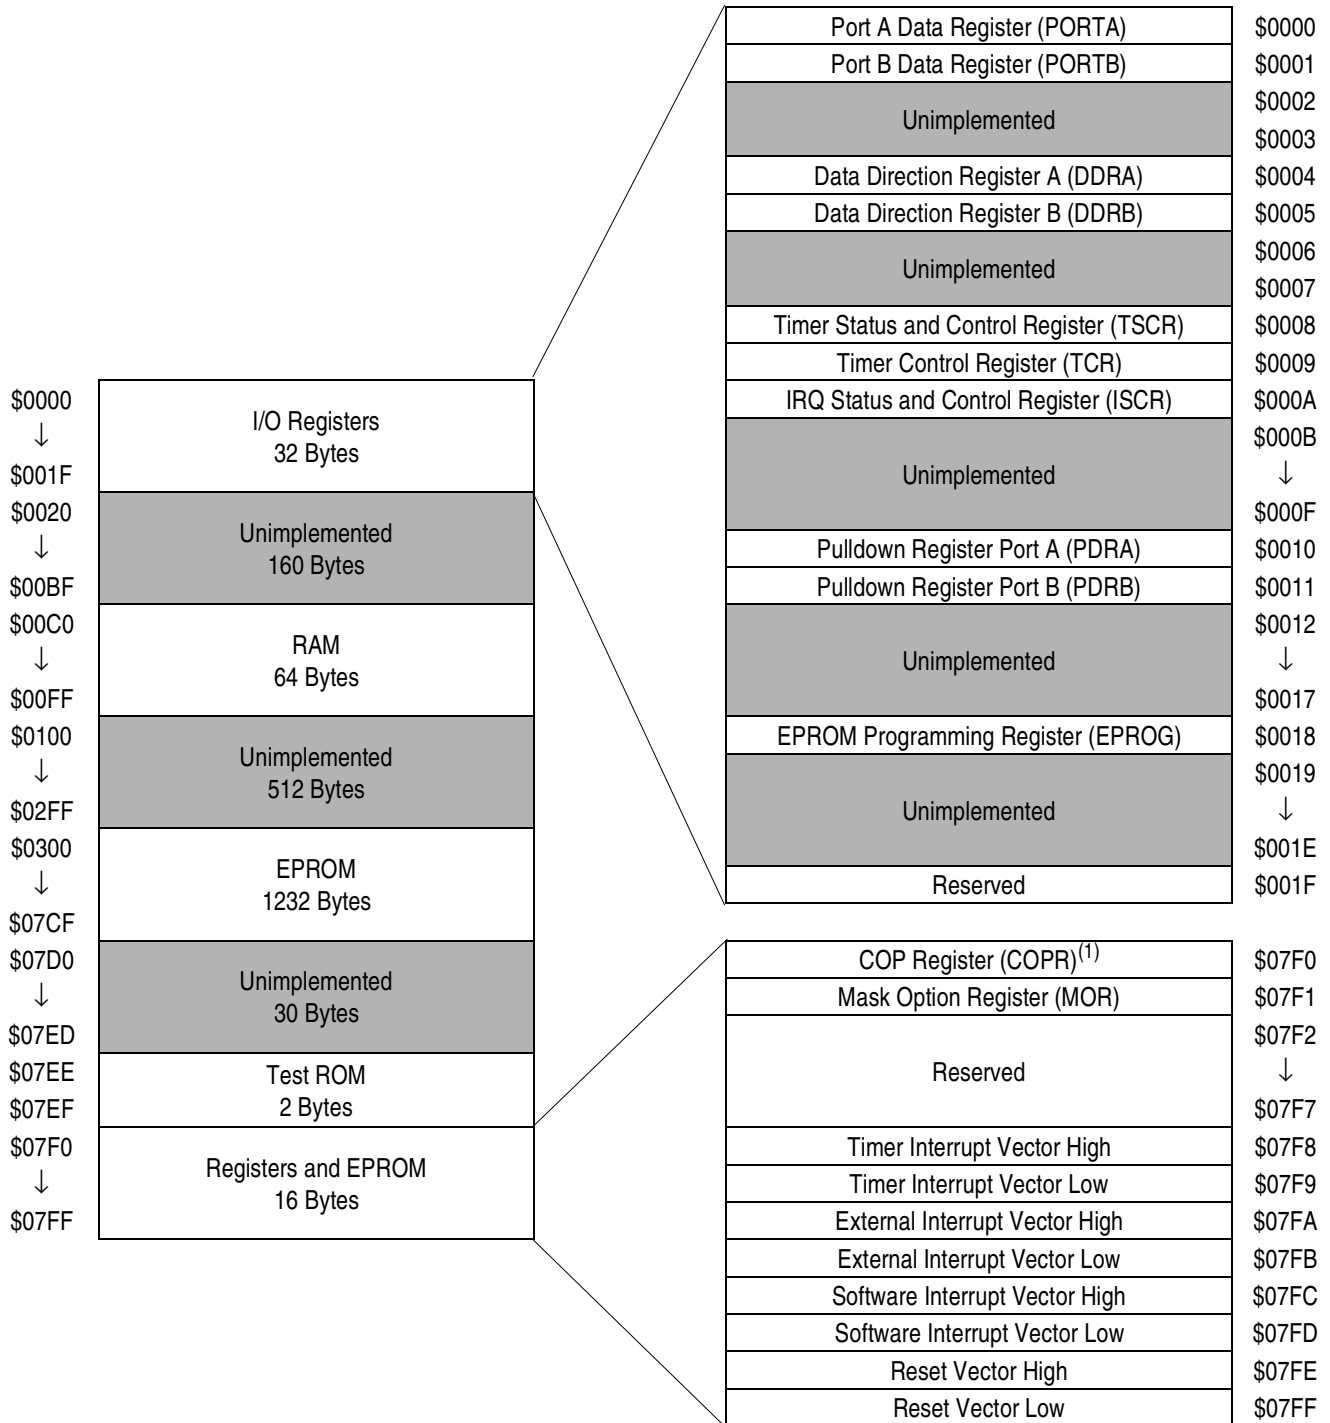 $0000
↓
$001F
I/O Registers
32 Bytes
$0020
↓
$00BF
Unimplemented
160 Bytes
$00C0
↓
$00FF
RAM
64 Bytes
$0100
↓
$02FF
Unimplemented
512 Bytes
$0300
↓
$07CF
EPROM
1232 Bytes
$07D0
↓
$07ED
Unimplemented
30 Bytes
$07EE
$07EF
Test ROM
2 Bytes
$07F0
↓
$07FF
Registers and EPROM
16 Bytes
Port A Data Register (PORTA) $0000
Port B Data Register (PORTB) $0001
Unimplemented
$0002
$0003
Data Direction Register A (DDRA) $0004
Data Direction Register B (DDRB) $0005
Unimplemented
$0006
$0007
Timer Status and Control Register (TSCR) $0008
Timer Control Register (TCR) $0009
IRQ Status and Control Register (ISCR) $000A
Unimplemented
$000B
↓
$000F
Pulldown Register Port A (PDRA) $0010
Pulldown Register Port B (PDRB) $0011
Unimplemented
$0012
↓
$0017
EPROM Programming Register (EPROG) $0018
Unimplemented
$0019
↓
$001E
Reserved $001F
COP Register (COPR)(1) $07F0
Mask Option Register (MOR) $07F1
Reserved
$07F2
↓
$07F7
Timer Interrupt Vector High $07F8
Timer Interrupt Vector Low $07F9
External Interrupt Vector High $07FA
External Interrupt Vector Low $07FB
Software Interrupt Vector High $07FC
Software Interrupt Vector Low $07FD
Reset Vector High $07FE
Reset Vector Low $07FF